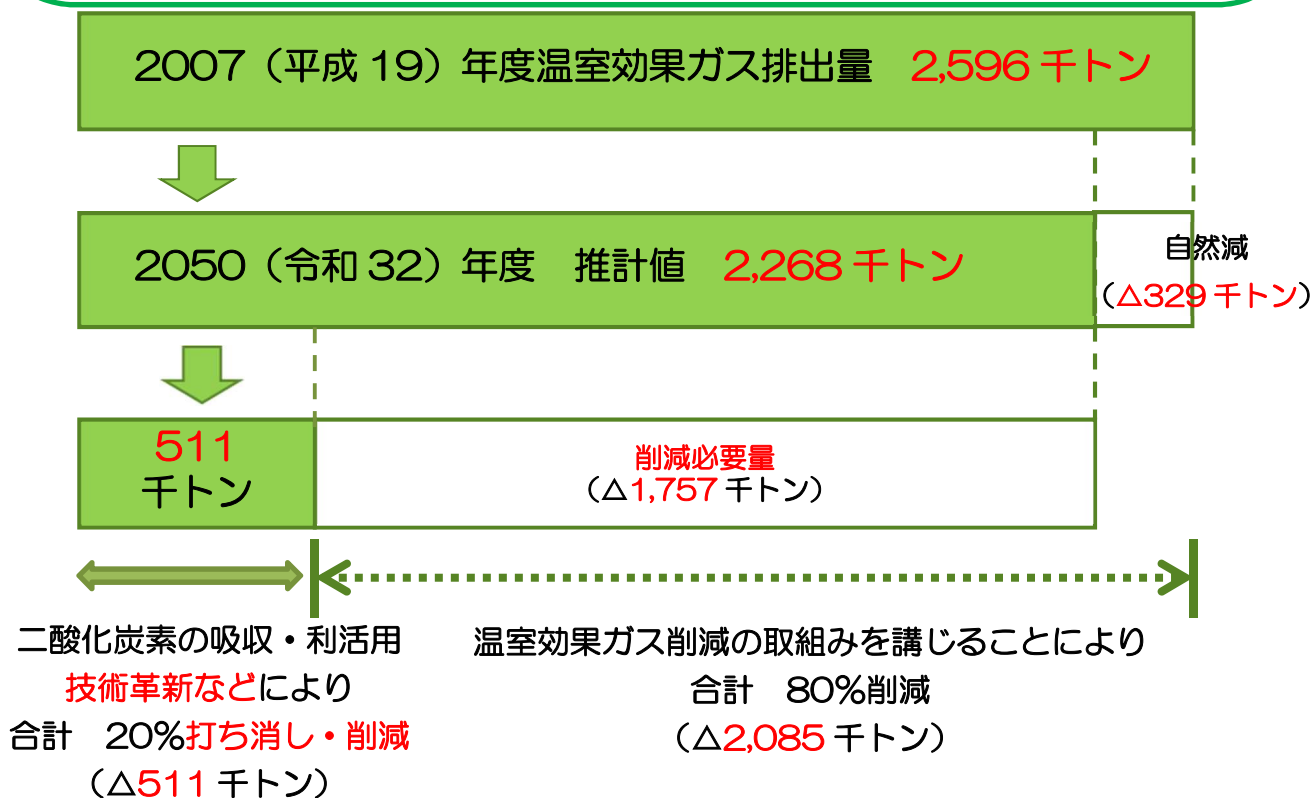 2007（平成 19）年度温室効果ガス排出量　2,596 千トン
2050（令和 32）年度　推計値　2,268 千トン
自然減
（△329 千トン）
511
千トン
削減必要量
（△1,757 千トン）
二酸化炭素の吸収・利活用
技術革新などにより
合計　20％打ち消し・削減
（△511 千トン）
温室効果ガス削減の取組みを講じることにより
合計　80％削減
（△2,085 千トン）